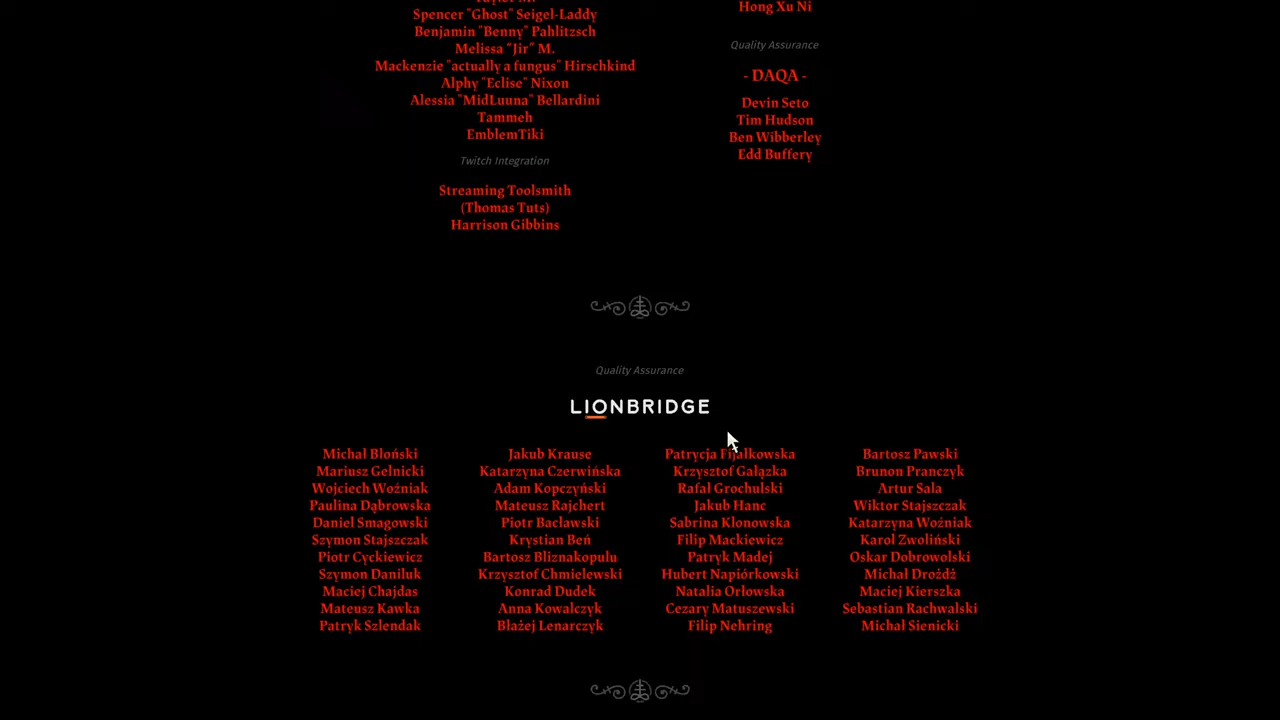 Spencer "Ghost" Seigel-Laddy
Benjamin "Benny" Pahlitzsch
Melissa "Jir" M.
Mackenzie "actually a fungus" Hirschkind
Alphy "Eclise" Nixon
Alessia "MidLuuna" Bellardini
Tammeh
EmblemTiki
Twitch Integration
Streaming Toolsmith
(Thomas Tuts)
Harrison Gibbins
Hong Xu Ni
Quality Assurance
- DAQA -
Devin Seto
Tim Hudson
Ben Wibberley
Edd Buffery
Quality Assurance
LIONBRIDGE
Michał Błoński
Mariusz Gełnicki
Wojciech Woźniak
Paulina Dąbrowska
Daniel Smagowski
Szymon Stajszczak
Piotr Cyckiewicz
Szymon Daniluk
Maciej Chajdas
Mateusz Kawka
Patryk Szlendak
Jakub Krause
Katarzyna Czerwińska
Adam Kopczyński
Mateusz Rajchert
Piotr Bacławski
Krystian Beń
Bartosz Bliznakopulu
Krzysztof Chmielewski
Konrad Dudek
Anna Kowalczyk
Błażej Lenarczyk
Patrycja Fijałkowska
Krzysztof Gałązka
Rafał Grochulski
Jakub Hanc
Sabrina Klonowska
Filip Mackiewicz
Patryk Madej
Hubert Napiórkowski
Natalia Orłowska
Cezary Matuszewski
Filip Nehring
Bartosz Pawski
Brunon Pranczyk
Artur Sala
Wiktor Stajszczak
Katarzyna Woźniak
Karol Zwoliński
Oskar Dobrowolski
Michał Drożdż
Maciej Kierszka
Sebastian Rachwalski
Michał Sienicki